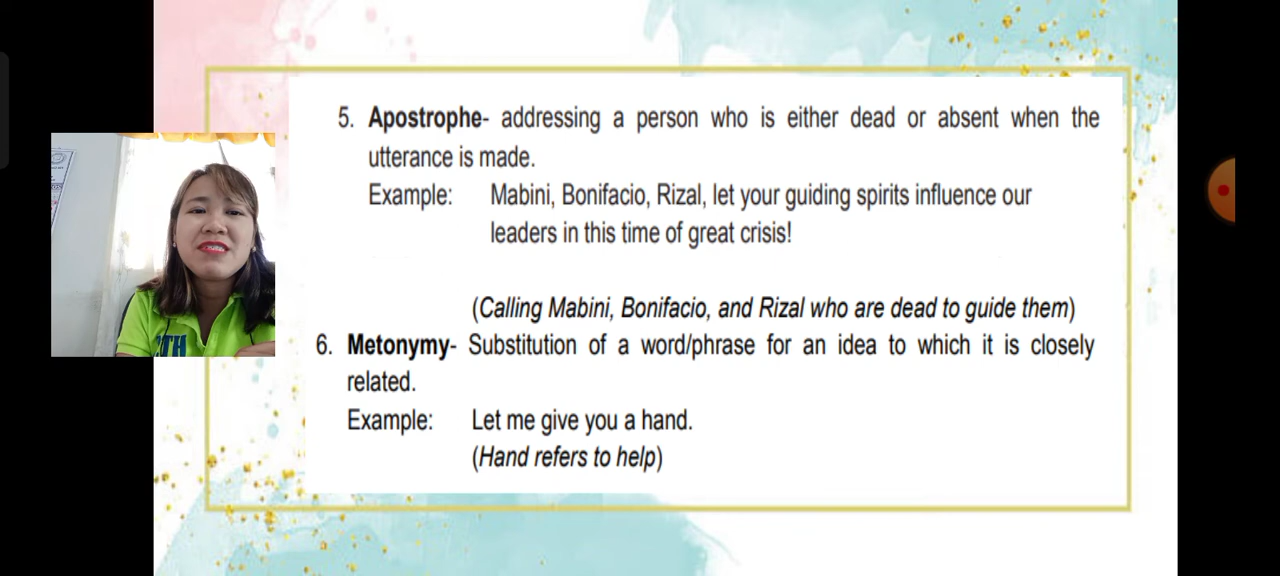 5. Apostrophe- addressing a person who is either dead or absent when the
utterance is made.
Example: Mabini, Bonifacio, Rizal, let your guiding spirits influence our
leaders in this time of great crisis!
(Calling Mabini, Bonifacio, and Rizal who are dead to guide them)
6. Metonymy- Substitution of a word/phrase for an idea to which it is closely
related.
Example: Let me give you a hand.
(Hand refers to help)